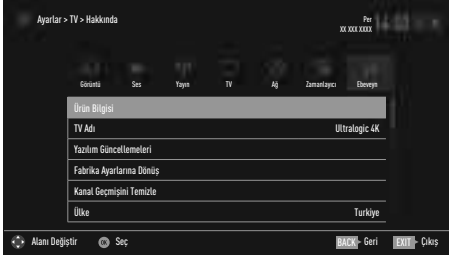 Ayarlar > TV > Hakkında
Per
xx xxx xxxx
Görüntü Ses Yayın TV Ağ Zamanlayıcı Ebeveyn
Ürün Bilgisi
TV Adı Ultralogic 4K
Yazılım Güncellemeleri
Fabrika Ayarlarına Dönüş
Kanal Geçmişini Temizle
Ülke Turkiye
Alanı Değiştir OK Seç BACK Geri EXIT Çıkış